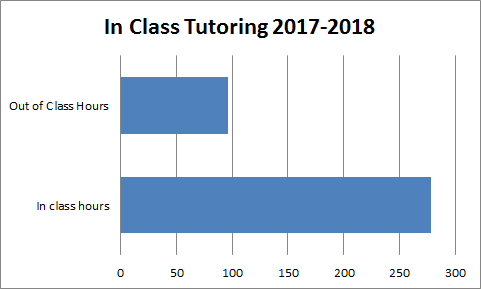 In Class Tutoring 2017-2018
Out of Class Hours
In class hours
0 50 100 150 200 250 300